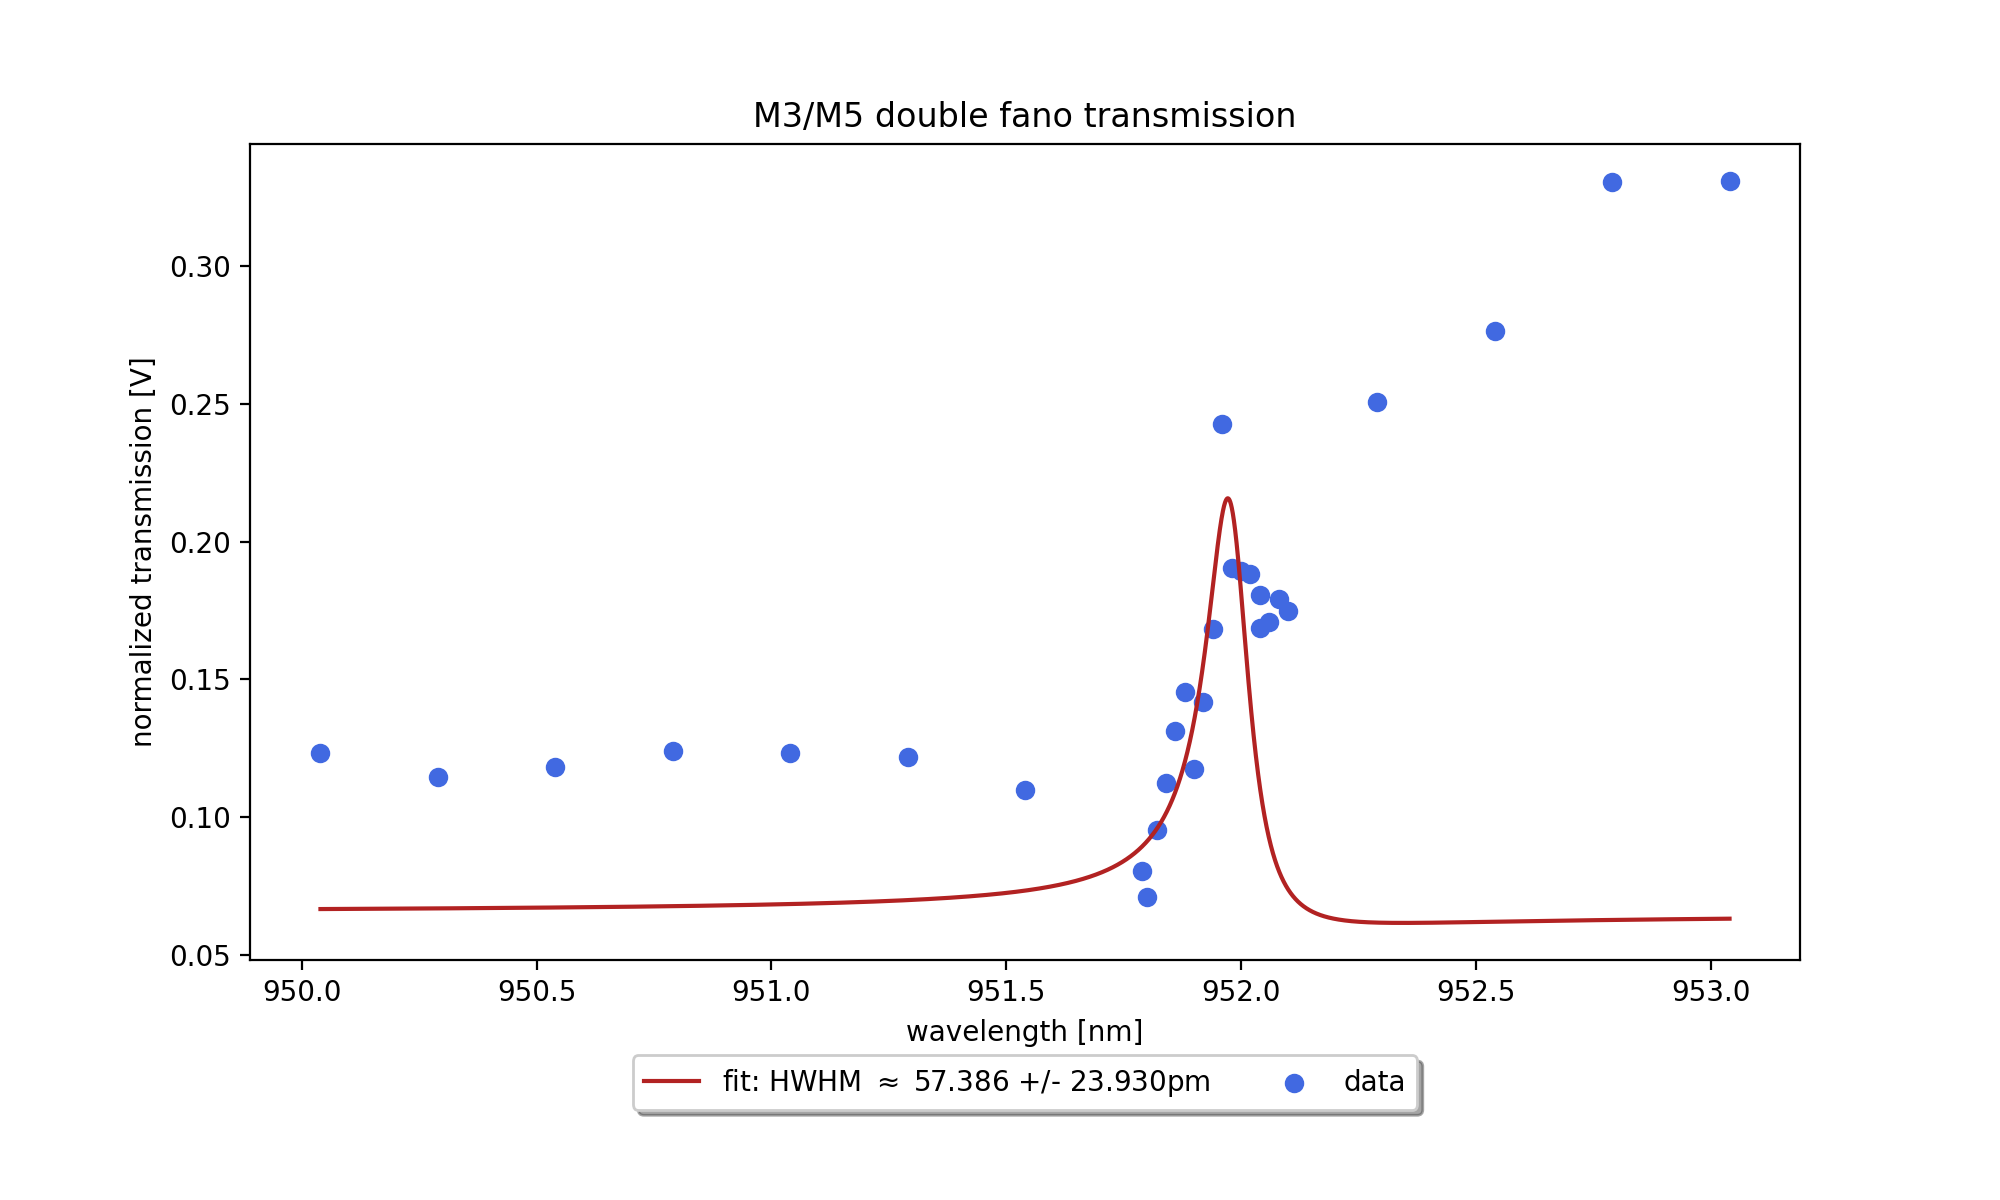 M3/M5 double fano transmission
normalized transmission [V]
0.30
0.25
0.20
0.15
0.10
0.05
950.0 950.5 951.0 951.5 952.0 952.5 953.0
wavelength [nm]
fit: HWHM ≈ 57.386 +/- 23.930pm data